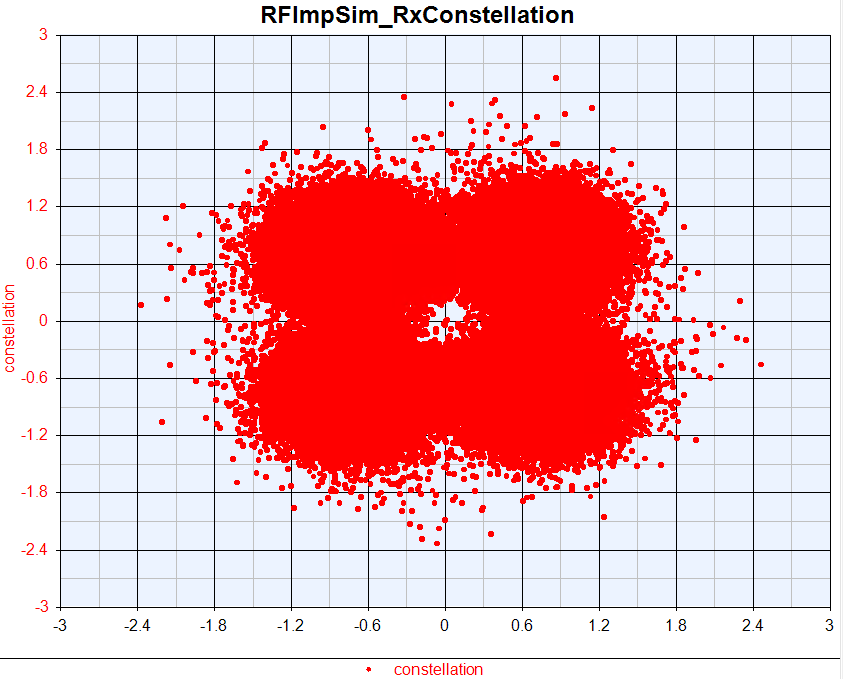 RFImpSim_RxConstellation
3
2.4
1.8
1.2
0.6
0
-0.6
-1.2
-1.8
-2.4
-3
constellation
-3 -2.4 -1.8 -1.2 -0.6 0 0.6 1.2 1.8 2.4 3
constellation